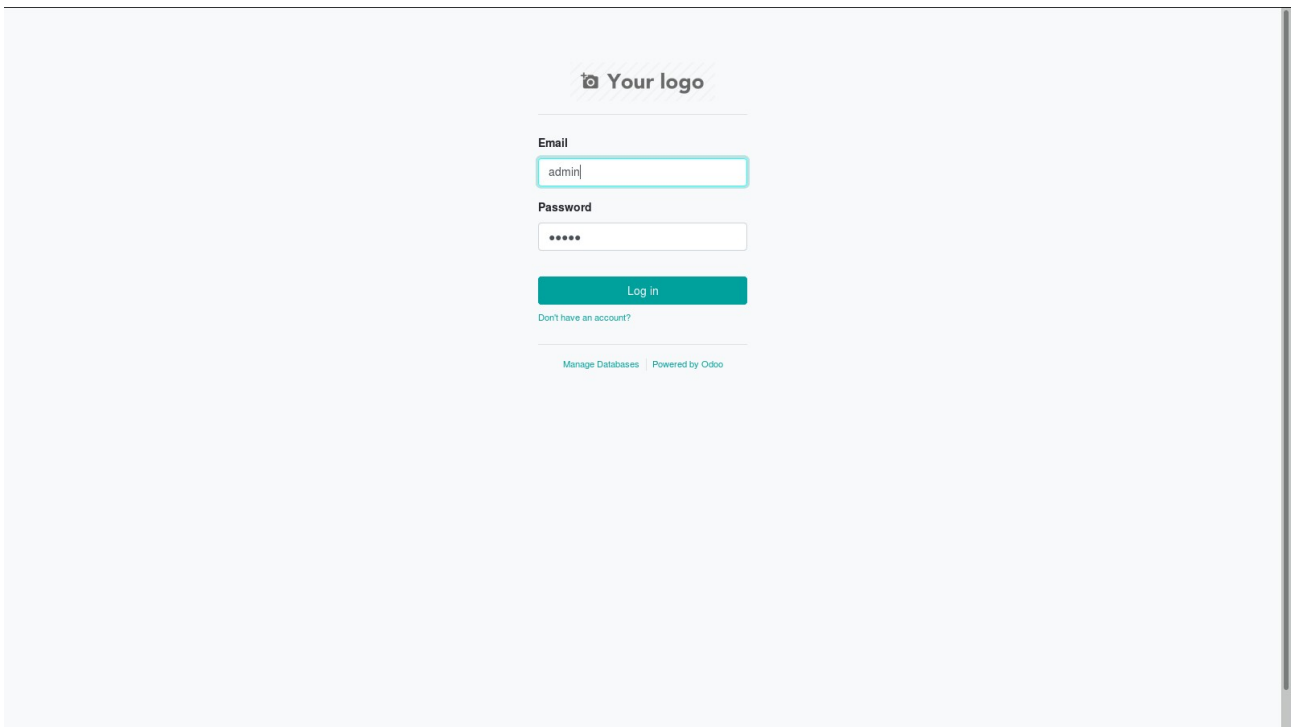 Your logo
Email
admin
Password
•••••
Log in
Don't have an account?
Manage Databases | Powered by Odoo